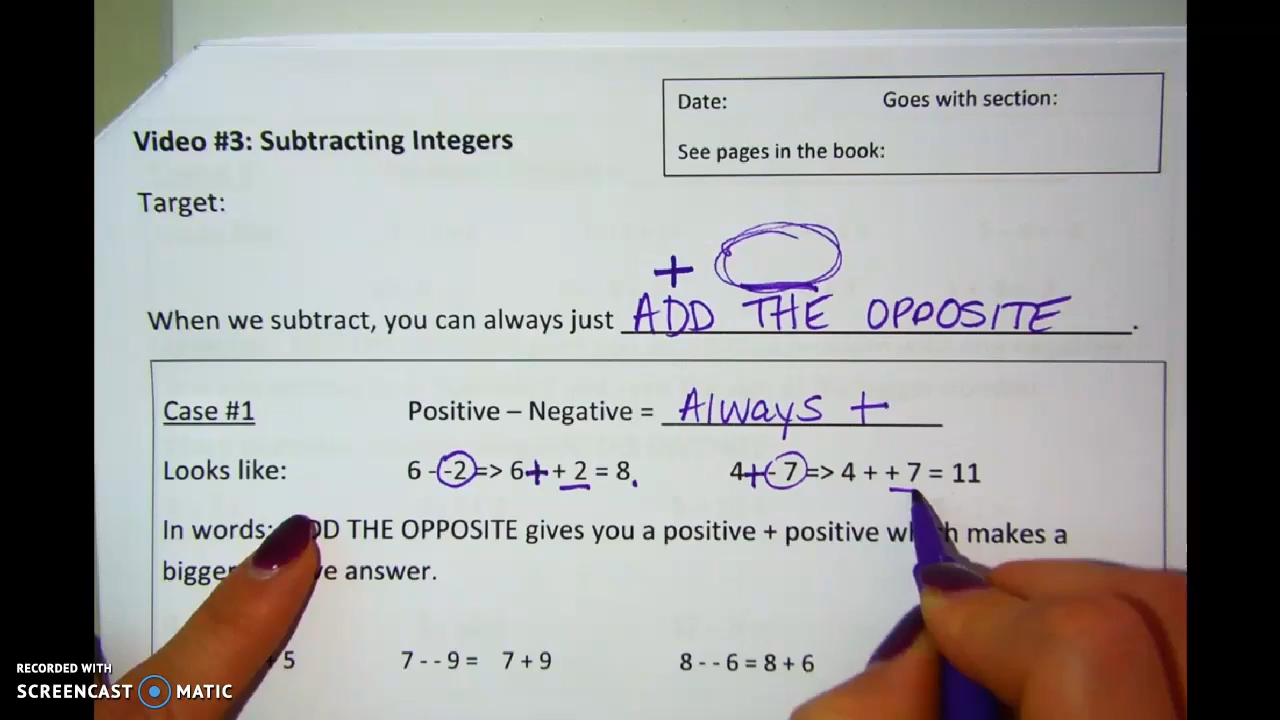 Date: Goes with section:
Video #3: Subtracting Integers
See pages in the book:
Target:
+
When we subtract, you can always just ADD THE OPPOSITE.
Case #1 Positive – Negative = Always +
Looks like: 6 - -2 => 6 + + 2 = 8. 4 + - 7 => 4 + + 7 = 11
In words: DD THE OPPOSITE gives you a positive + positive makes a
bigger answer.
5 7 - - 9 = 7 + 9 8 - - 6 = 8 + 6
RECORDED WITH
SCREENCAST MATIC